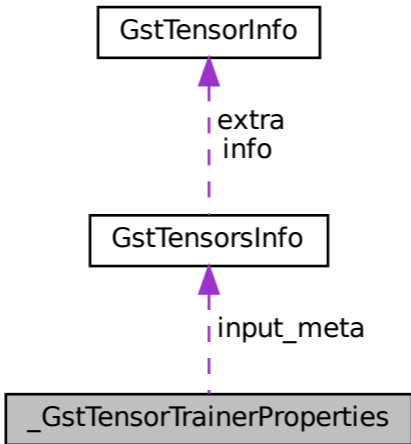 GstTensorInfo
extra
info
GstTensorsInfo
input_meta
_GstTensorTrainerProperties